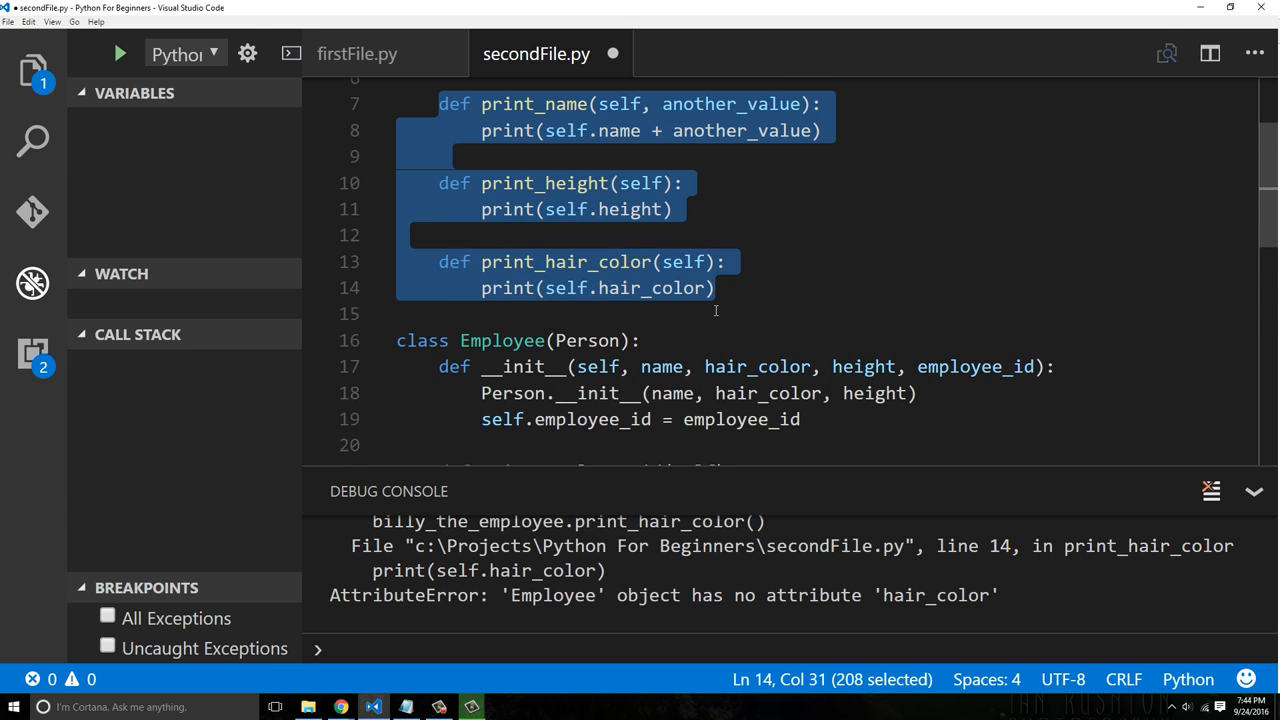 ● secondFile.py - Python For Beginners - Visual Studio Code
File Edit View Go Help
Pythor
firstFile.py
secondFile.py
1
2
VARIABLES
WATCH
CALL STACK
BREAKPOINTS
All Exceptions
Uncaught Exceptions
6
7 def print_name(self, another_value):
8 print(self.name + another_value)
9
10 def print_height(self):
11 print(self.height)
12
13 def print_hair_color(self):
14 print(self.hair_color)
15
16 class Employee(Person):
17 def __init__(self, name, hair_color, height, employee_id):
18 Person.__init__(name, hair_color, height)
19 self.employee_id = employee_id
20
DEBUG CONSOLE
billy_the_employee.print_hair_color()
File "c:\Projects\Python For Beginners\secondFile.py", line 14, in print_hair_color
print(self.hair_color)
AttributeError: 'Employee' object has no attribute 'hair_color'
0 0
Ln 14, Col 31 (208 selected) Spaces: 4 UTF-8 CRLF Python
I'm Cortana. Ask me anything.
7:44 PM
9/24/2016